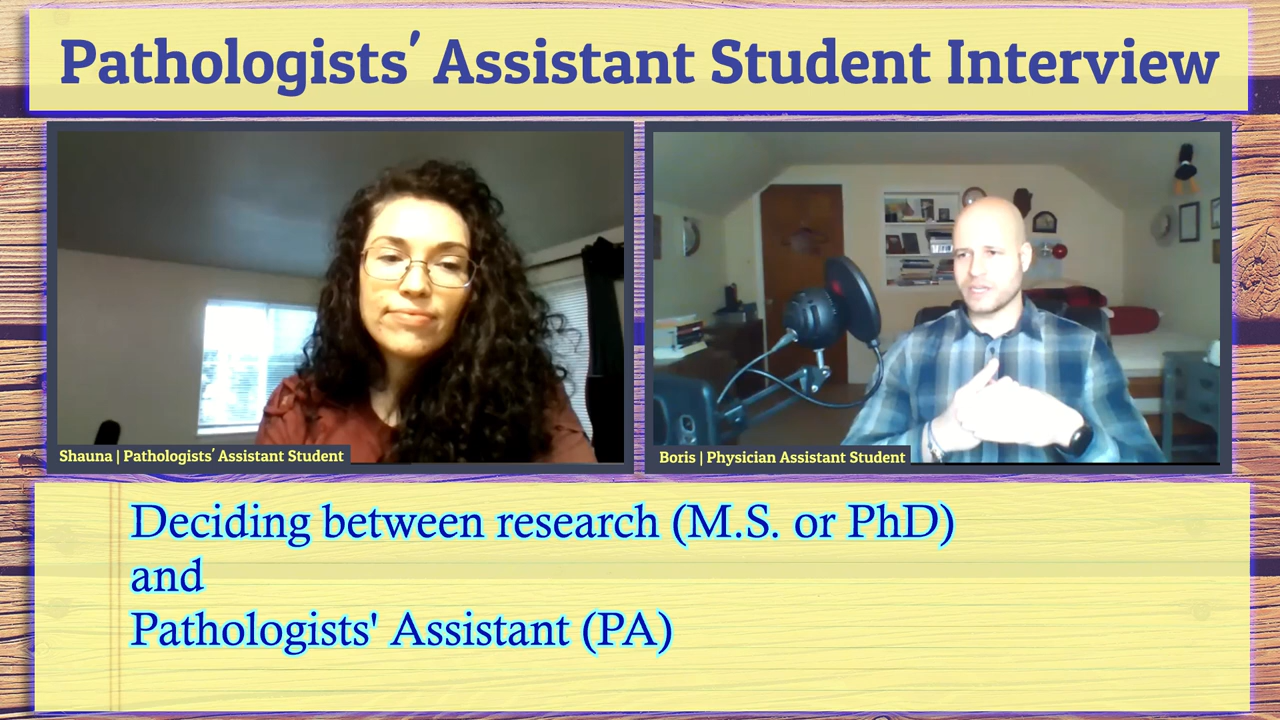 Pathologists' Assistant Student Interview
Shauna | Pathologists' Assistant Student
Boris | Physician Assistant Student
Deciding between research (M.S. or PhD)
and
Pathologists' Assistant (PA)